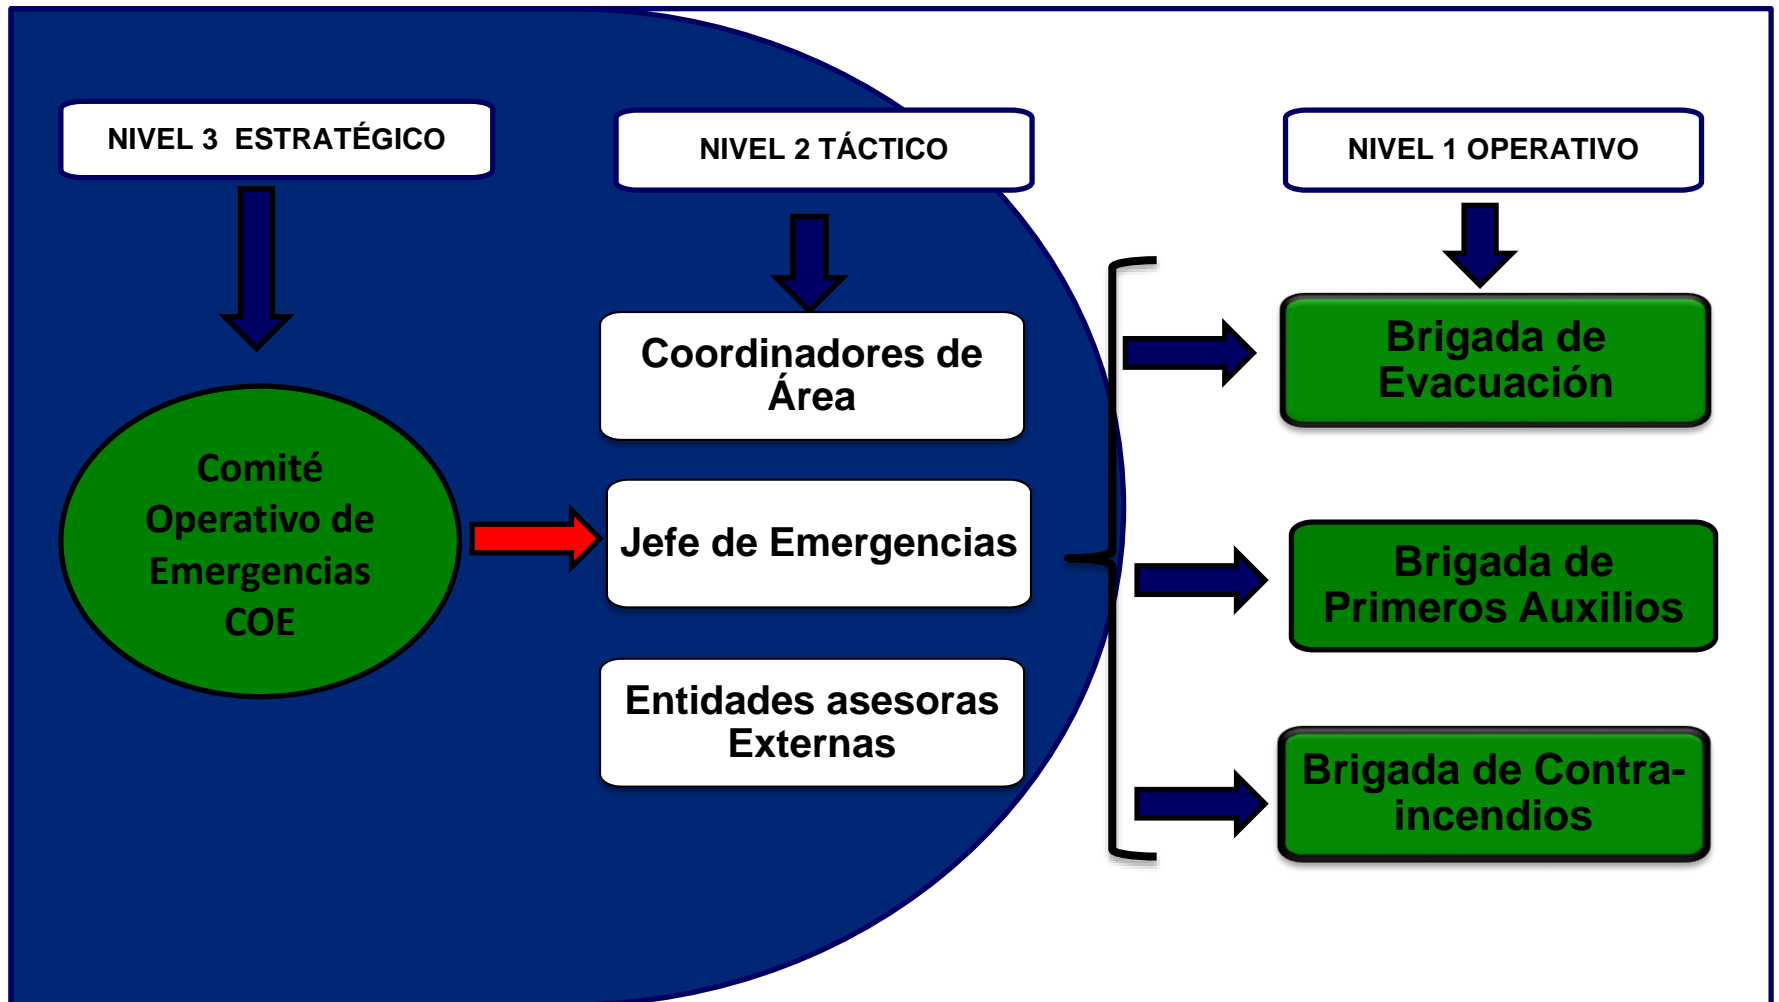 NIVEL 3  ESTRATÉGICO
NIVEL 2 TÁCTICO
NIVEL 1 OPERATIVO
Comité
Operativo de
Emergencias
COE
Coordinadores de
Área
Jefe de Emergencias
Entidades asesoras
Externas
Brigada de
Evacuación
Brigada de
Primeros Auxilios
Brigada de Contra-
incendios